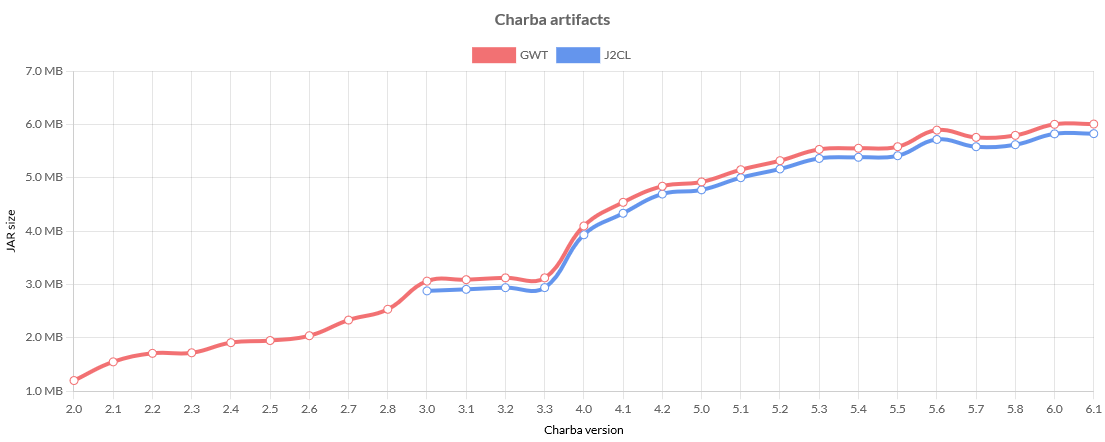 Charba artifacts
GWT J2CL
7.0 MB
6.0 MB
5.0 MB
4.0 MB
3.0 MB
2.0 MB
1.0 MB
JAR size
2.0 2.1 2.2 2.3 2.4 2.5 2.6 2.7 2.8 3.0 3.1 3.2 3.3 4.0 4.1 4.2 5.0 5.1 5.2 5.3 5.4 5.5 5.6 5.7 5.8 6.0 6.1
Charba version